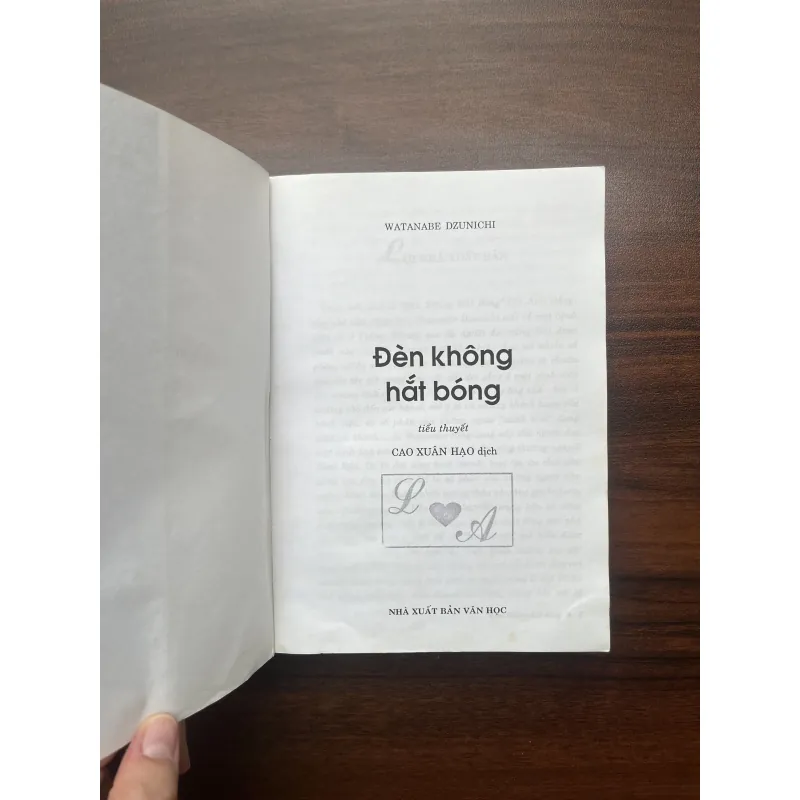 WATANABE DZUNICHI
Đèn không
hắt bóng
tiểu thuyết
CAO XUÂN HẠO dịch
L A
NHÀ XUẤT BẢN VĂN HỌC